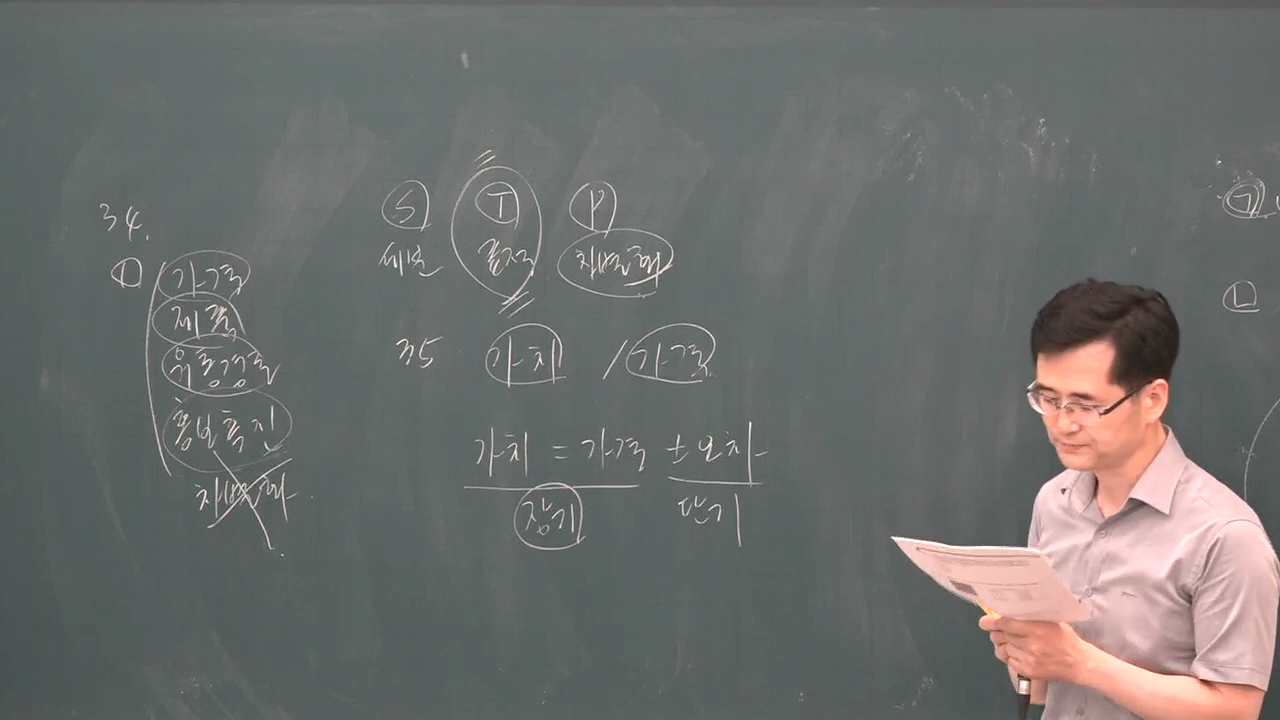 34.
① 가격
제품
유통경로
홍보촉진
차별화
Ⓢ Ⓣ Ⓟ
세분 표적 차별화
35 가치 / 가격
가치 = 가격 ± 오차
장기 단기
ㄱ
ㄴ